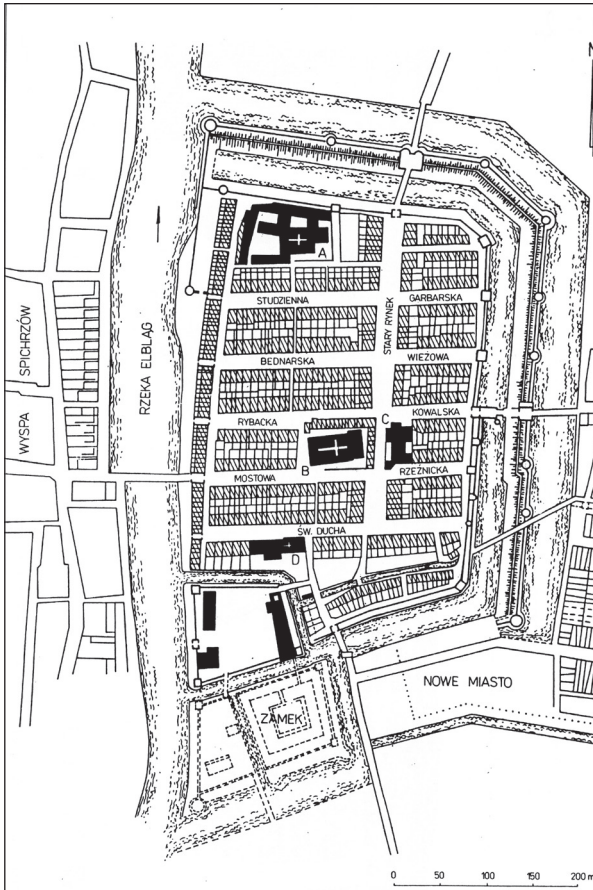 N
A
STUDZIENNA
GARBARSKA
STARY RYNEK
SPICHRZÓW
WYSPA
RZEKA ELBLĄG
BEDNARSKA
WIEŻOWA
RYBACKA
C
KOWALSKA
B
MOSTOWA
RZEŹNICKA
ŚW. DUCHA
D
NOWE MIASTO
ZAMEK
0 50 100 150 200 m